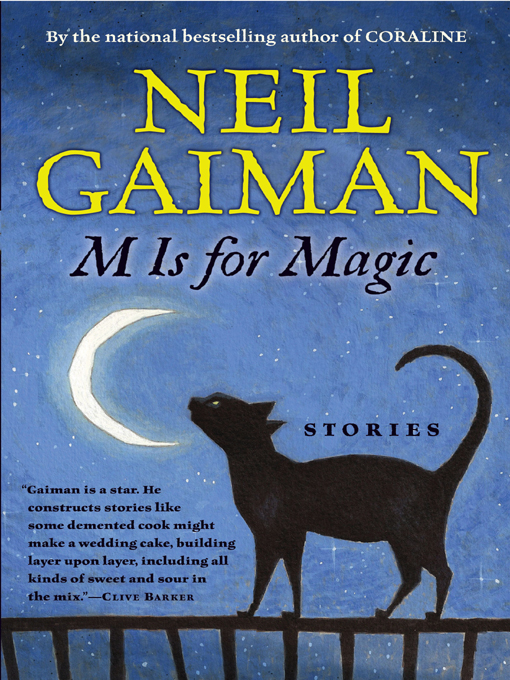 By the national bestselling author of CORALINE
NEIL
GAIMAN
M Is for Magic
STORIES
“Gaiman is a star. He
constructs stories like
some demented cook might
make a wedding cake, building
layer upon layer, including all
kinds of sweet and sour in
the mix.”—CLIVE BARKER